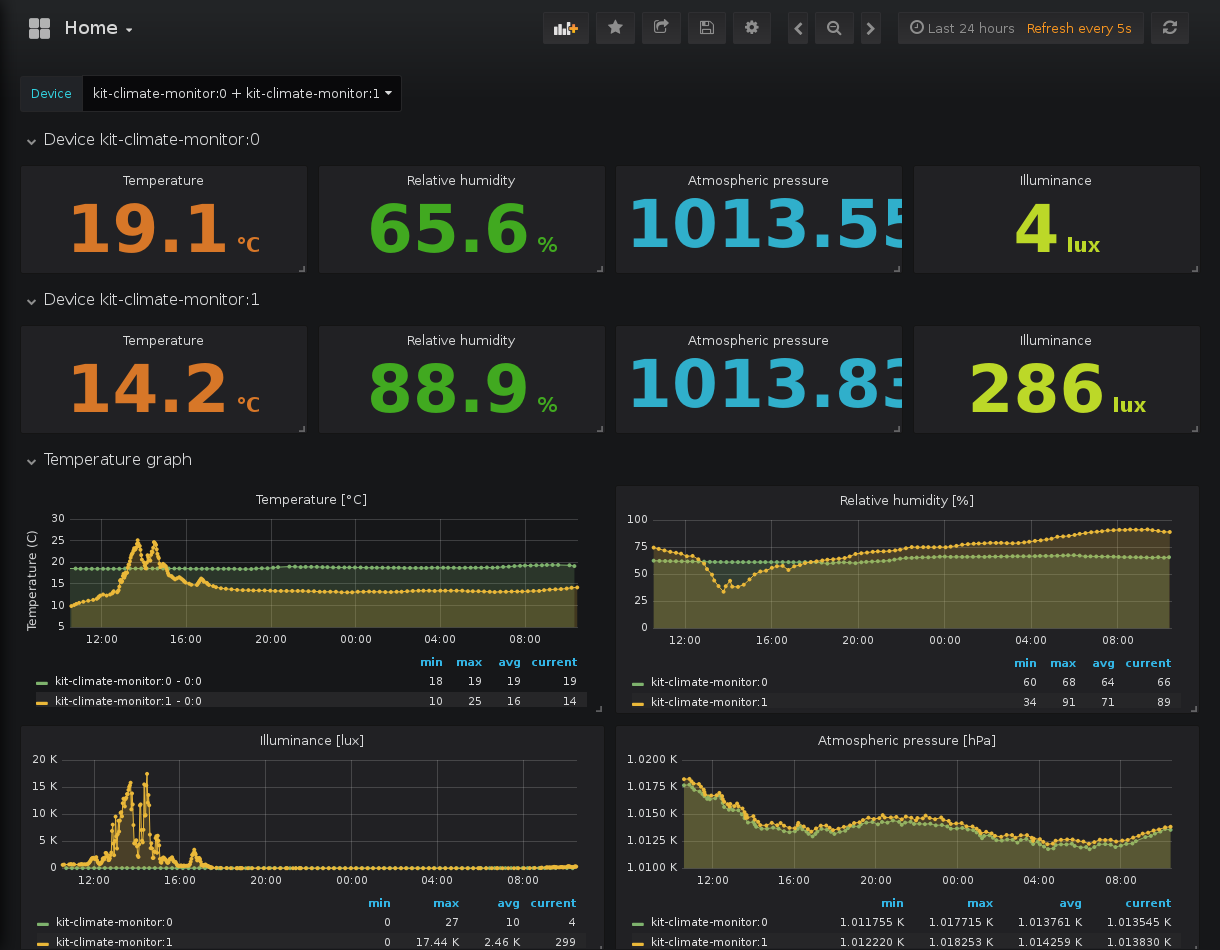 Home
Last 24 hours Refresh every 5s
Device kit-climate-monitor:0 + kit-climate-monitor:1
Device kit-climate-monitor:0
Temperature Relative humidity Atmospheric pressure Illuminance
19.1 °C 65.6 % 1013.55 4 lux
Device kit-climate-monitor:1
Temperature Relative humidity Atmospheric pressure Illuminance
14.2 °C 88.9 % 1013.83 286 lux
Temperature graph
Temperature [°C]
Temperature (C)
30
25
20
15
10
5
12:00 16:00 20:00 00:00 04:00 08:00
min max avg current
kit-climate-monitor:0 - 0:0 18 19 19 19
kit-climate-monitor:1 - 0:0 10 25 16 14
Relative humidity [%]
100
75
50
25
0
12:00 16:00 20:00 00:00 04:00 08:00
min max avg current
kit-climate-monitor:0 60 68 64 66
kit-climate-monitor:1 34 91 71 89
Illuminance [lux]
20 K
15 K
10 K
5 K
0
12:00 16:00 20:00 00:00 04:00 08:00
min max avg current
kit-climate-monitor:0 0 27 10 4
kit-climate-monitor:1 0 17.44 K 2.46 K 299
Atmospheric pressure [hPa]
1.0200 K
1.0175 K
1.0150 K
1.0125 K
1.0100 K
12:00 16:00 20:00 00:00 04:00 08:00
min max avg current
kit-climate-monitor:0 1.011755 K 1.017715 K 1.013761 K 1.013545 K
kit-climate-monitor:1 1.012220 K 1.018253 K 1.014259 K 1.013830 K